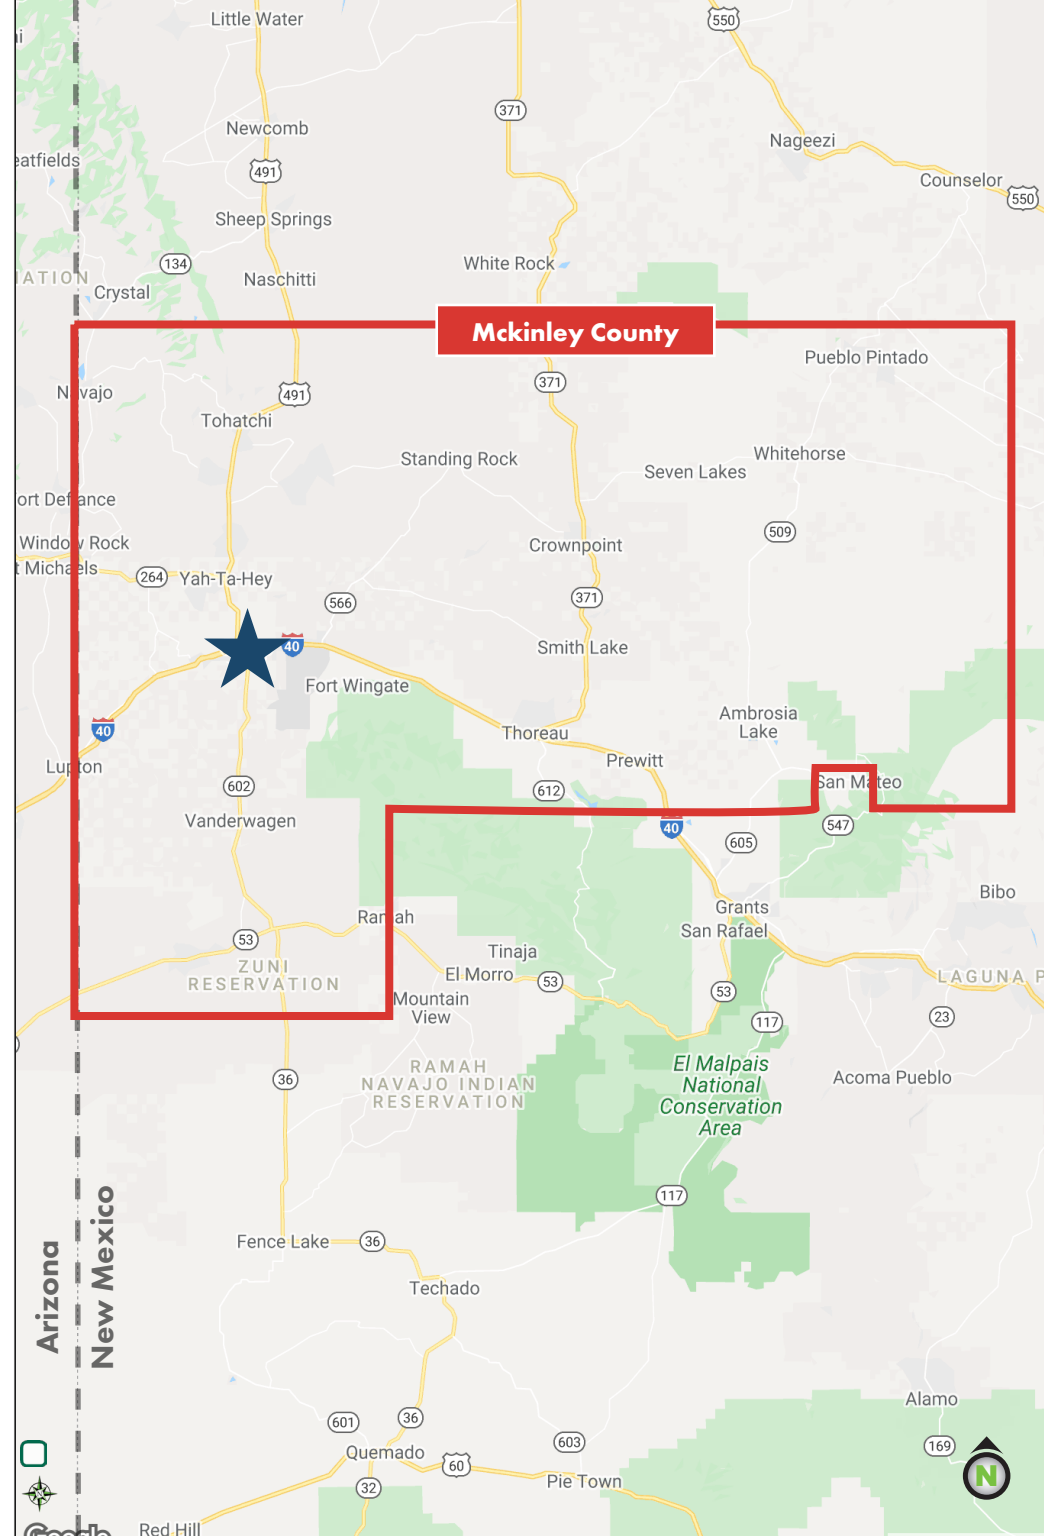 Little Water
550
371
Newcomb
491
Nageezi
eatfields
Counselor
550
Sheep Springs
134
White Rock
IATION
Naschitti
Crystal
Mckinley County
Pueblo Pintado
371
Navajo
491
Tohatchi
Whitehorse
Standing Rock
Seven Lakes
ort Defiance
509
Window Rock
Crownpoint
t Michaels
264
Yah-Ta-Hey
566
371
40
Smith Lake
Fort Wingate
Ambrosia
Lake
40
Thoreau
Prewitt
Lupton
602
612
San Mateo
Vanderwagen
40
547
605
Bibo
Grants
Ramah
San Rafael
53
Tinaja
ZUNI
RESERVATION
El Morro
53
LAGUNA P
53
Mountain
View
117
23
RAMAH
NAVAJO INDIAN
RESERVATION
El Malpais
National
Conservation
Area
36
Acoma Pueblo
117
Arizona
New Mexico
Fence Lake
36
Techado
Alamo
601
36
603
169
Quemado
60
N
32
Pie Town
Red Hill
Google